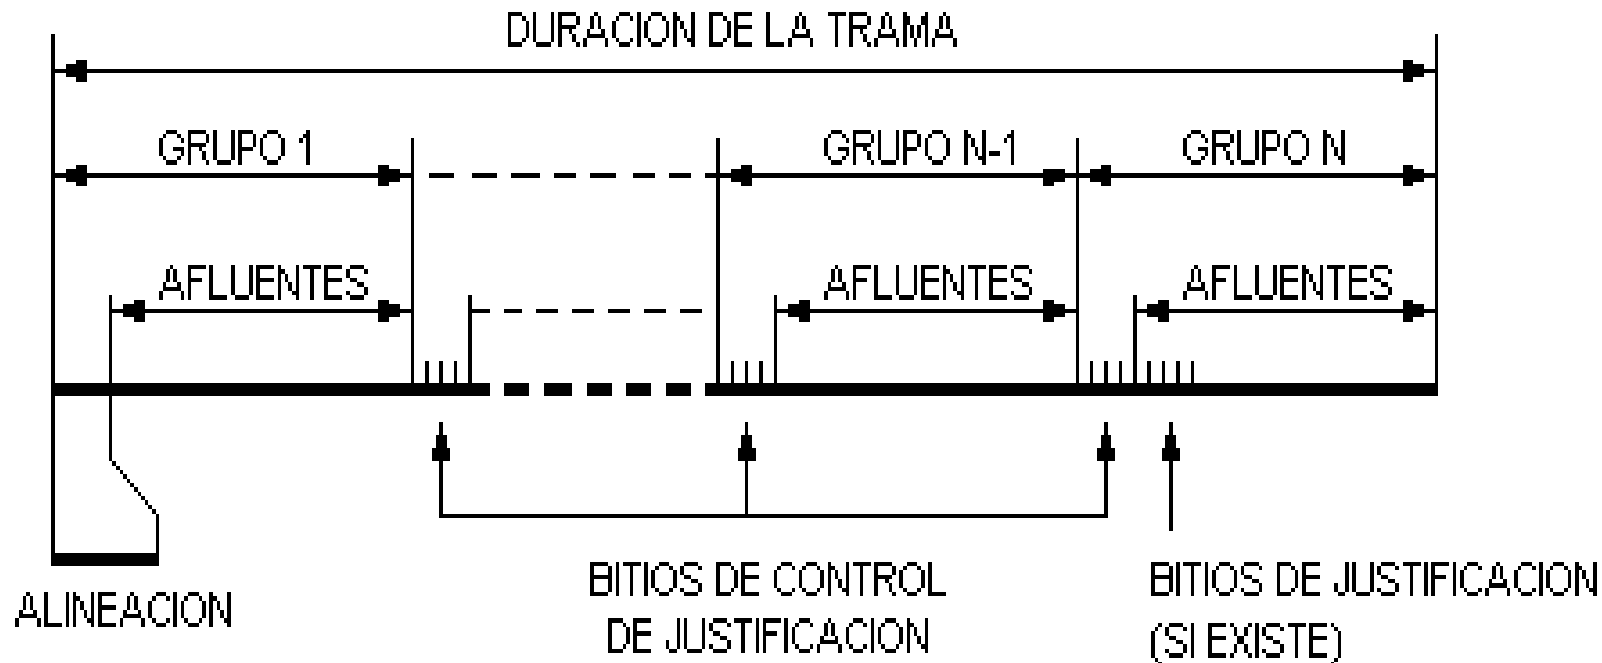 DURACION DE LA TRAMA
GRUPO 1
GRUPO N-1
GRUPO N
AFLUENTES
AFLUENTES
AFLUENTES
ALINEACION
BITIOS DE CONTROL
DE JUSTIFICACION
BITIOS DE JUSTIFICACION
(SI EXISTE)